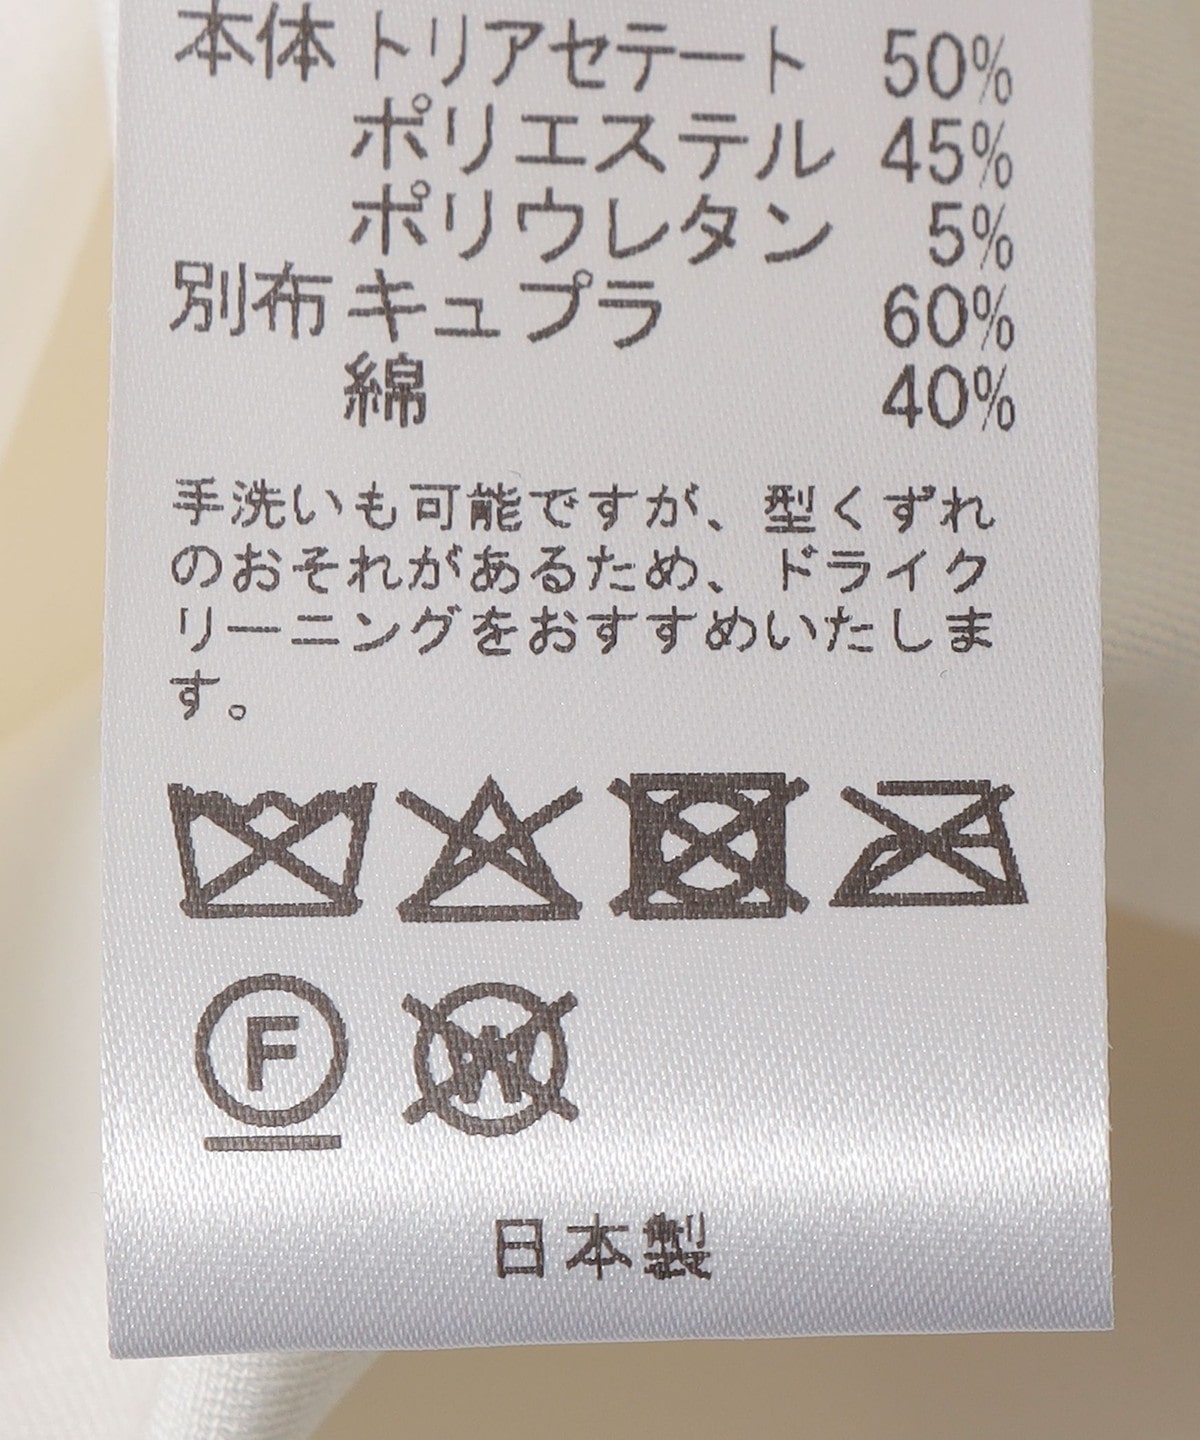 本体 トリアセテート 50%
ポリエステル 45%
ポリウレタン 5%
別布 キュプラ 60%
綿 40%
手洗いも可能ですが、型くずれ
のおそれがあるため、ドライク
リーニングをおすすめいたしま
す。
F W
日本製